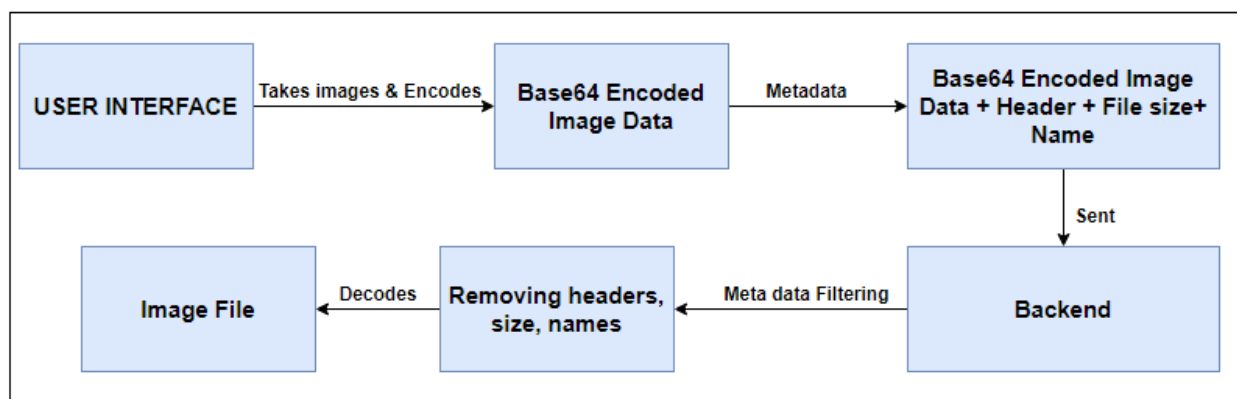 USER INTERFACE
Takes images & Encodes
Base64 Encoded
Image Data
Metadata
Base64 Encoded Image
Data + Header + File size+
Name
Sent
Backend
Meta data Filtering
Removing headers,
size, names
Decodes
Image File